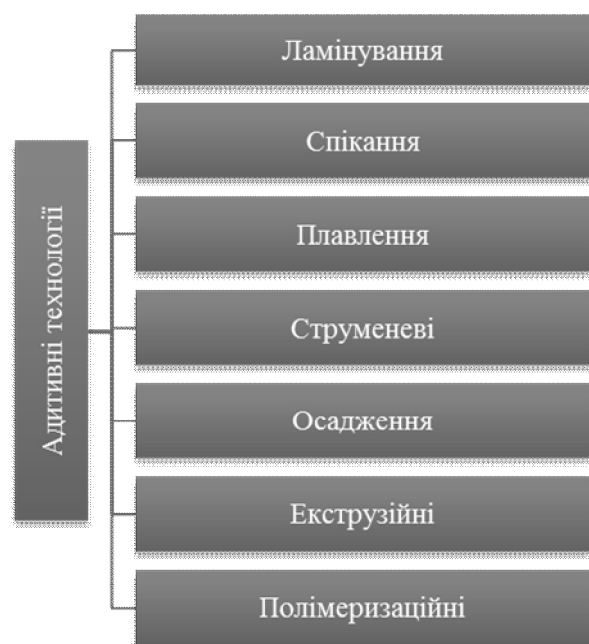 Адитивні технології
Ламінування
Спікання
Плавлення
Струменеві
Осадження
Екструзійні
Полімеризаційні